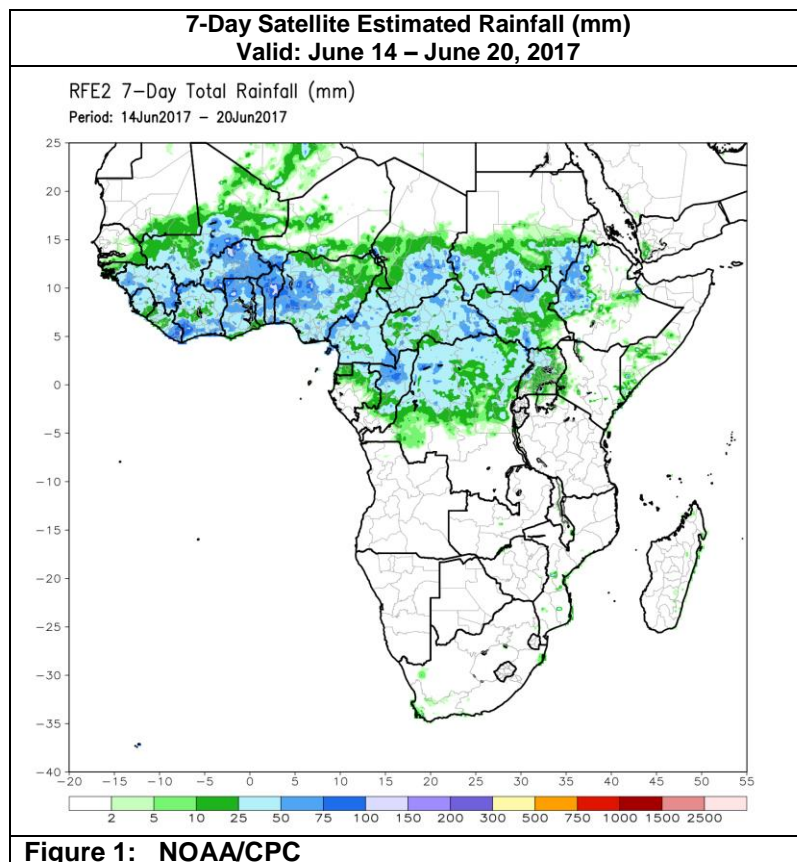 7-Day Satellite Estimated Rainfall (mm)
Valid: June 14 – June 20, 2017
RFE2 7-Day Total Rainfall (mm)
Period: 14Jun2017 – 20Jun2017
25
20
15
10
5
0
-5
-10
-15
-20
-25
-30
-35
-40
-20 -15 -10 -5 0 5 10 15 20 25 30 35 40 45 50 55
2 5 10 25 50 75 100 150 200 300 500 750 1000 1500 2500
Figure 1: NOAA/CPC